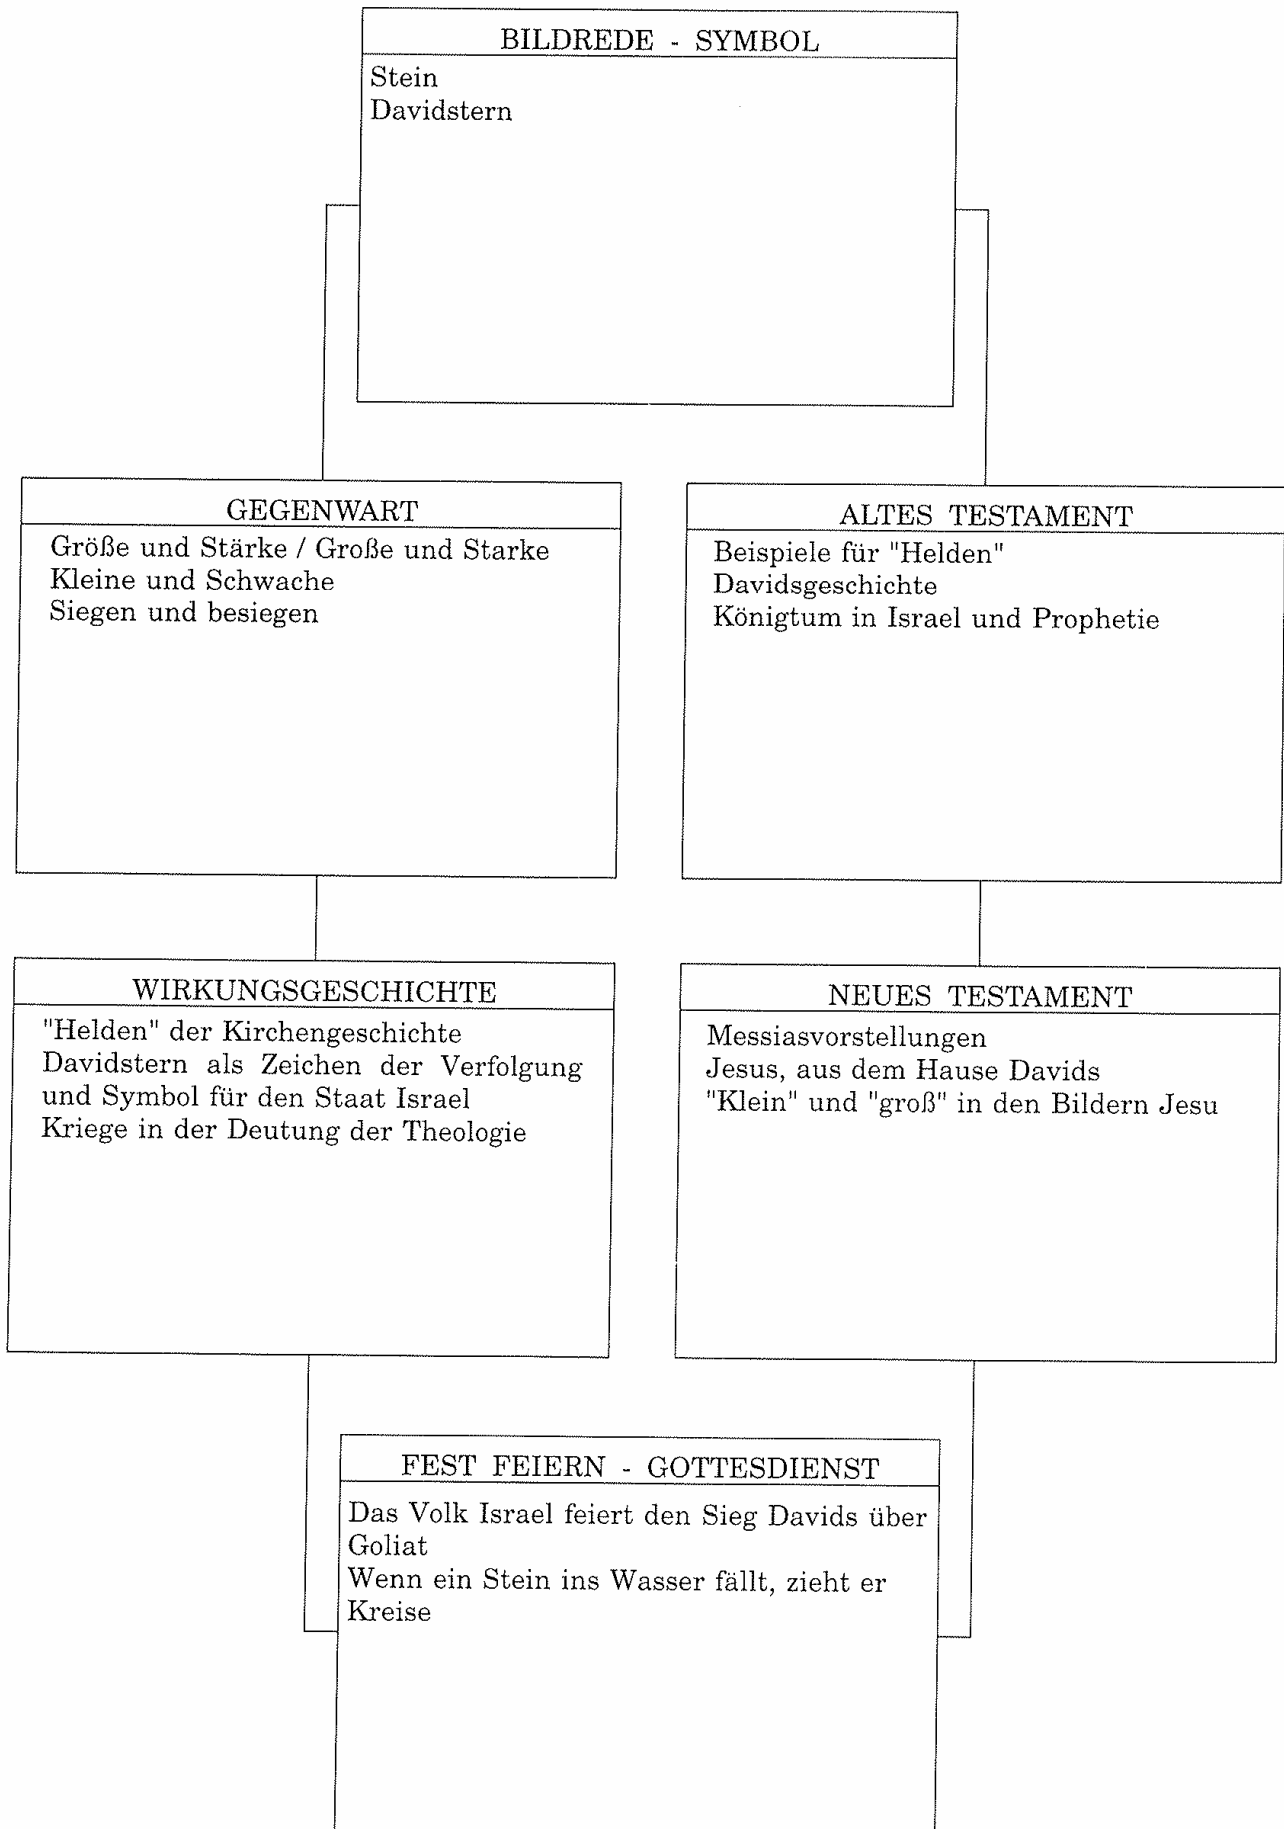 BILDREDE - SYMBOL
Stein
Davidstern
GEGENWART
Größe und Stärke / Große und Starke
Kleine und Schwache
Siegen und besiegen
ALTES TESTAMENT
Beispiele für "Helden"
Davidsgeschichte
Königtum in Israel und Prophetie
WIRKUNGSGESCHICHTE
"Helden" der Kirchengeschichte
Davidstern als Zeichen der Verfolgung
und Symbol für den Staat Israel
Kriege in der Deutung der Theologie
NEUES TESTAMENT
Messiasvorstellungen
Jesus, aus dem Hause Davids
"Klein" und "groß" in den Bildern Jesu
FEST FEIERN - GOTTESDIENST
Das Volk Israel feiert den Sieg Davids über
Goliat
Wenn ein Stein ins Wasser fällt, zieht er
Kreise